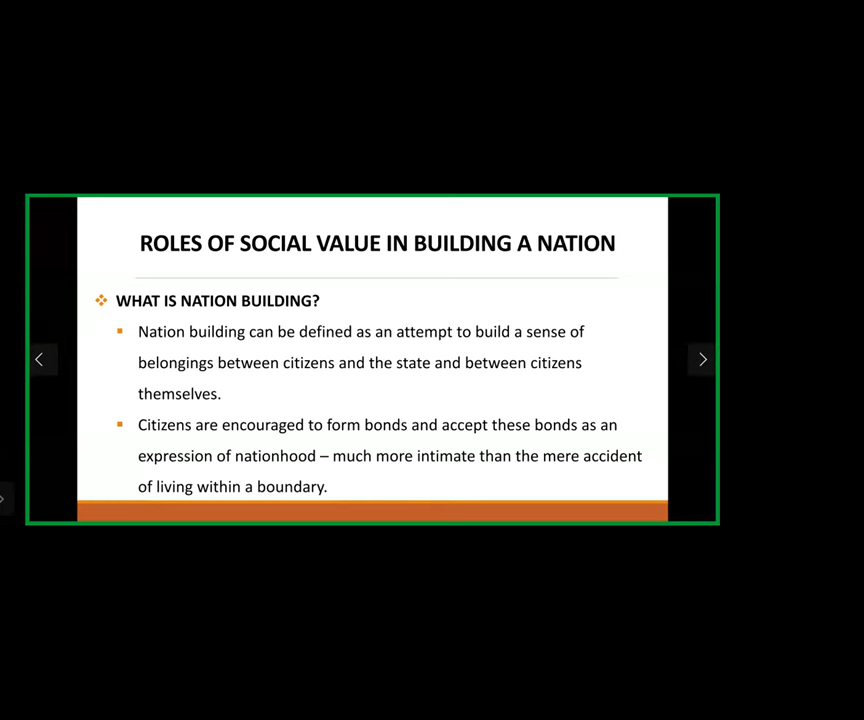 ROLES OF SOCIAL VALUE IN BUILDING A NATION
WHAT IS NATION BUILDING?
Nation building can be defined as an attempt to build a sense of
belongings between citizens and the state and between citizens
themselves.
Citizens are encouraged to form bonds and accept these bonds as an
expression of nationhood – much more intimate than the mere accident
of living within a boundary.